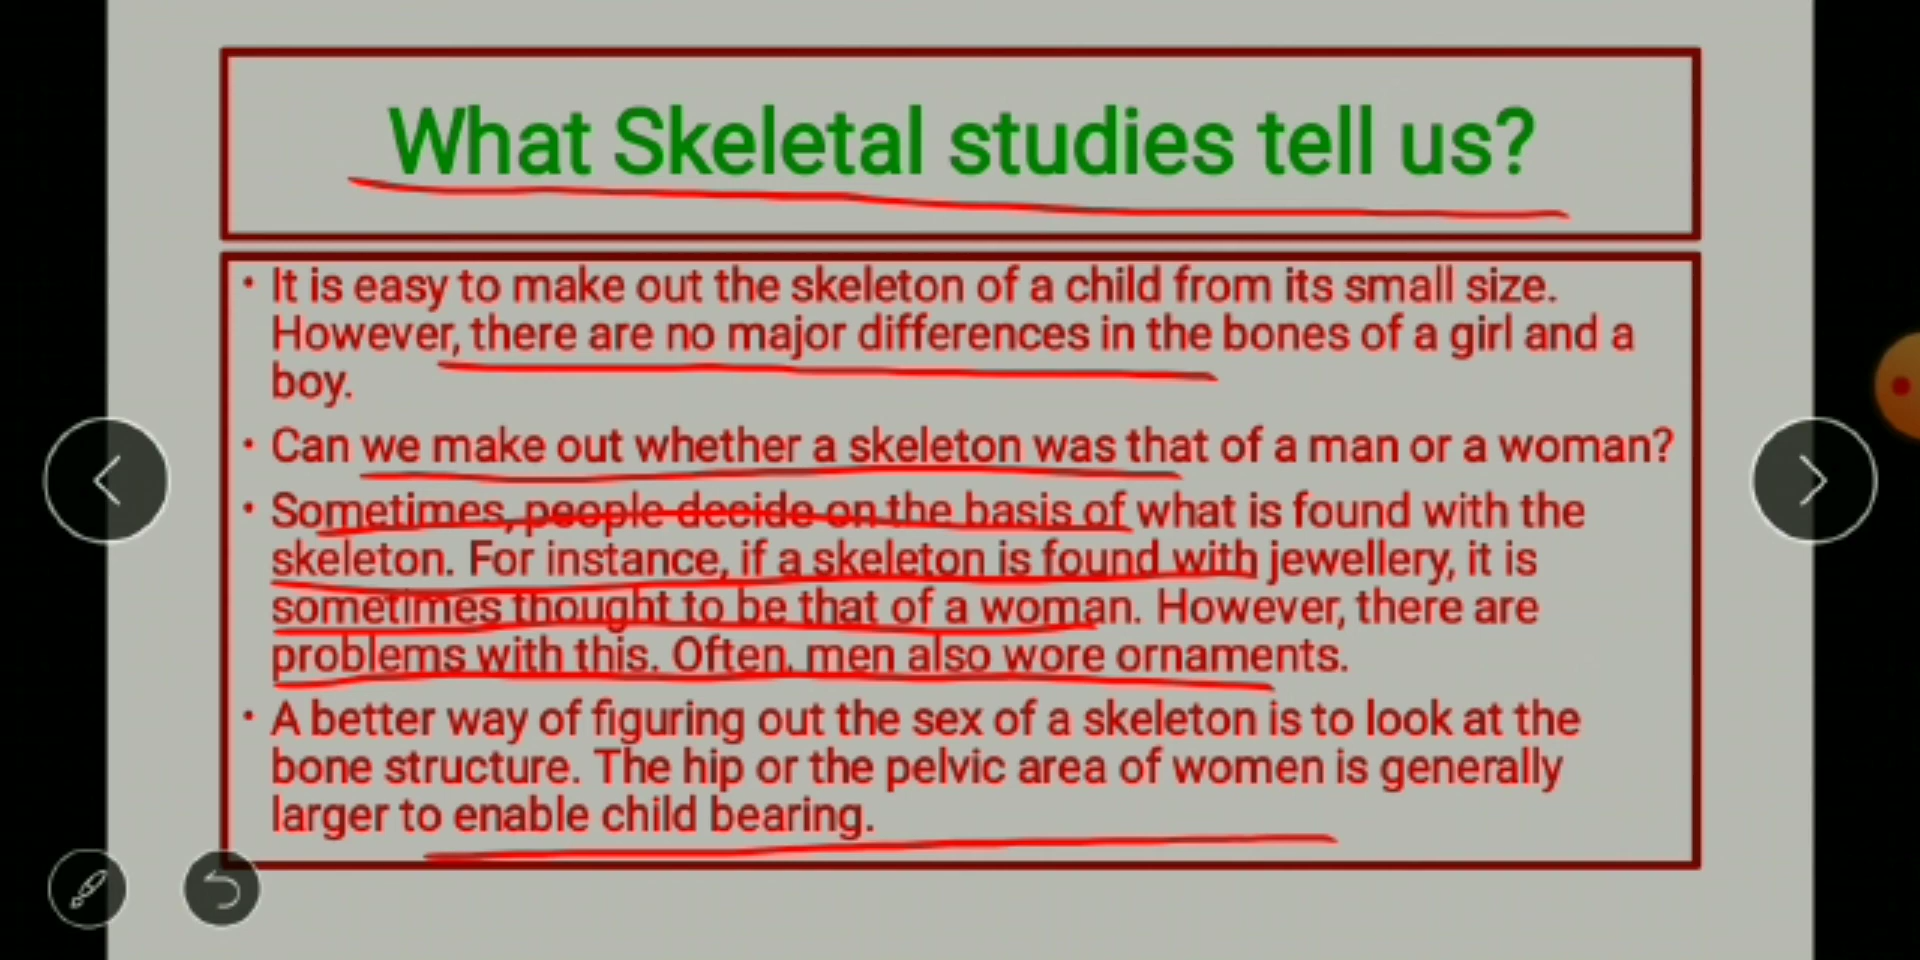 What Skeletal studies tell us?
• It is easy to make out the skeleton of a child from its small size.
However, there are no major differences in the bones of a girl and a
boy.
• Can we make out whether a skeleton was that of a man or a woman?
• Sometimes, people decide on the basis of what is found with the
skeleton. For instance, if a skeleton is found with jewellery, it is
sometimes thought to be that of a woman. However, there are
problems with this. Often, men also wore ornaments.
• A better way of figuring out the sex of a skeleton is to look at the
bone structure. The hip or the pelvic area of women is generally
larger to enable child bearing.